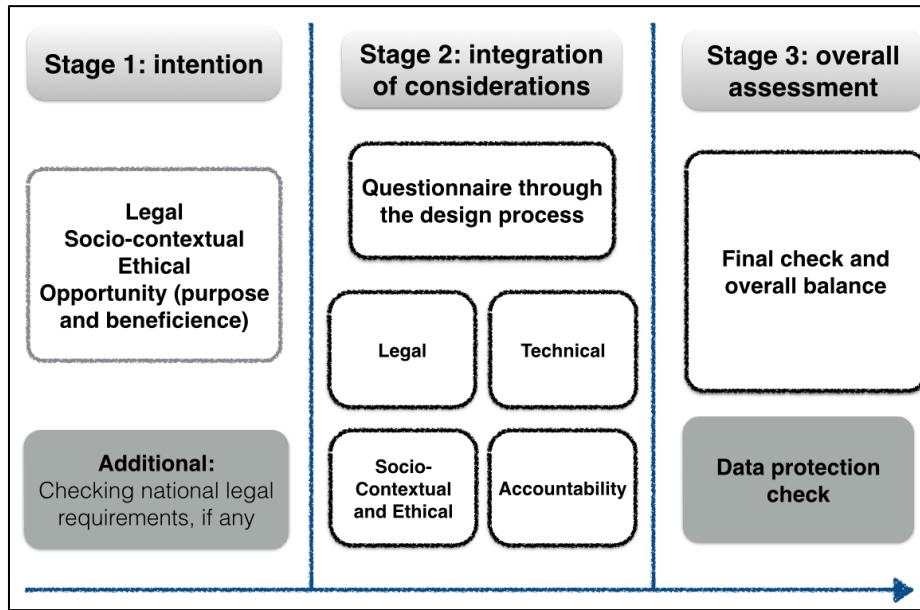 Stage 1: intention
Legal
Socio-contextual
Ethical
Opportunity (purpose
and beneficience)
Additional:
Checking national legal
requirements, if any
Stage 2: integration
of considerations
Questionnaire through
the design process
Legal
Technical
Socio-
Contextual
and Ethical
Accountability
Stage 3: overall
assessment
Final check and
overall balance
Data protection
check